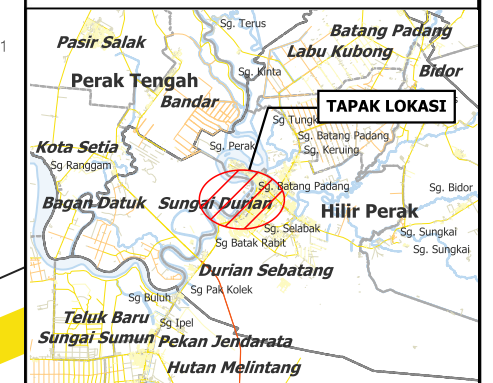 Sg. Terus
Batang Padang
Pasir Salak
Labu Kubong
1
Sg. Kinta
Bidor
Perak Tengah
Bandar
TAPAK LOKASI
Sg Tungk
Sg. Batang Padang
Sg. Perak
Sg. Keruing
Kota Setia
Sg Ranggam
Sg. Batang Padang
Sg. Bidor
Bagan Datuk
Sungai Durian
Hilir Perak
Sg. Selabak
Sg. Sungkai
Sg Batak Rabit
Sg. Sungkai
Durian Sebatang
Sg Pak Kolek
Sg Buluh
Teluk Baru
Sg Ipel
Sungai Sumun
Pekan Jendarata
Hutan Melintang